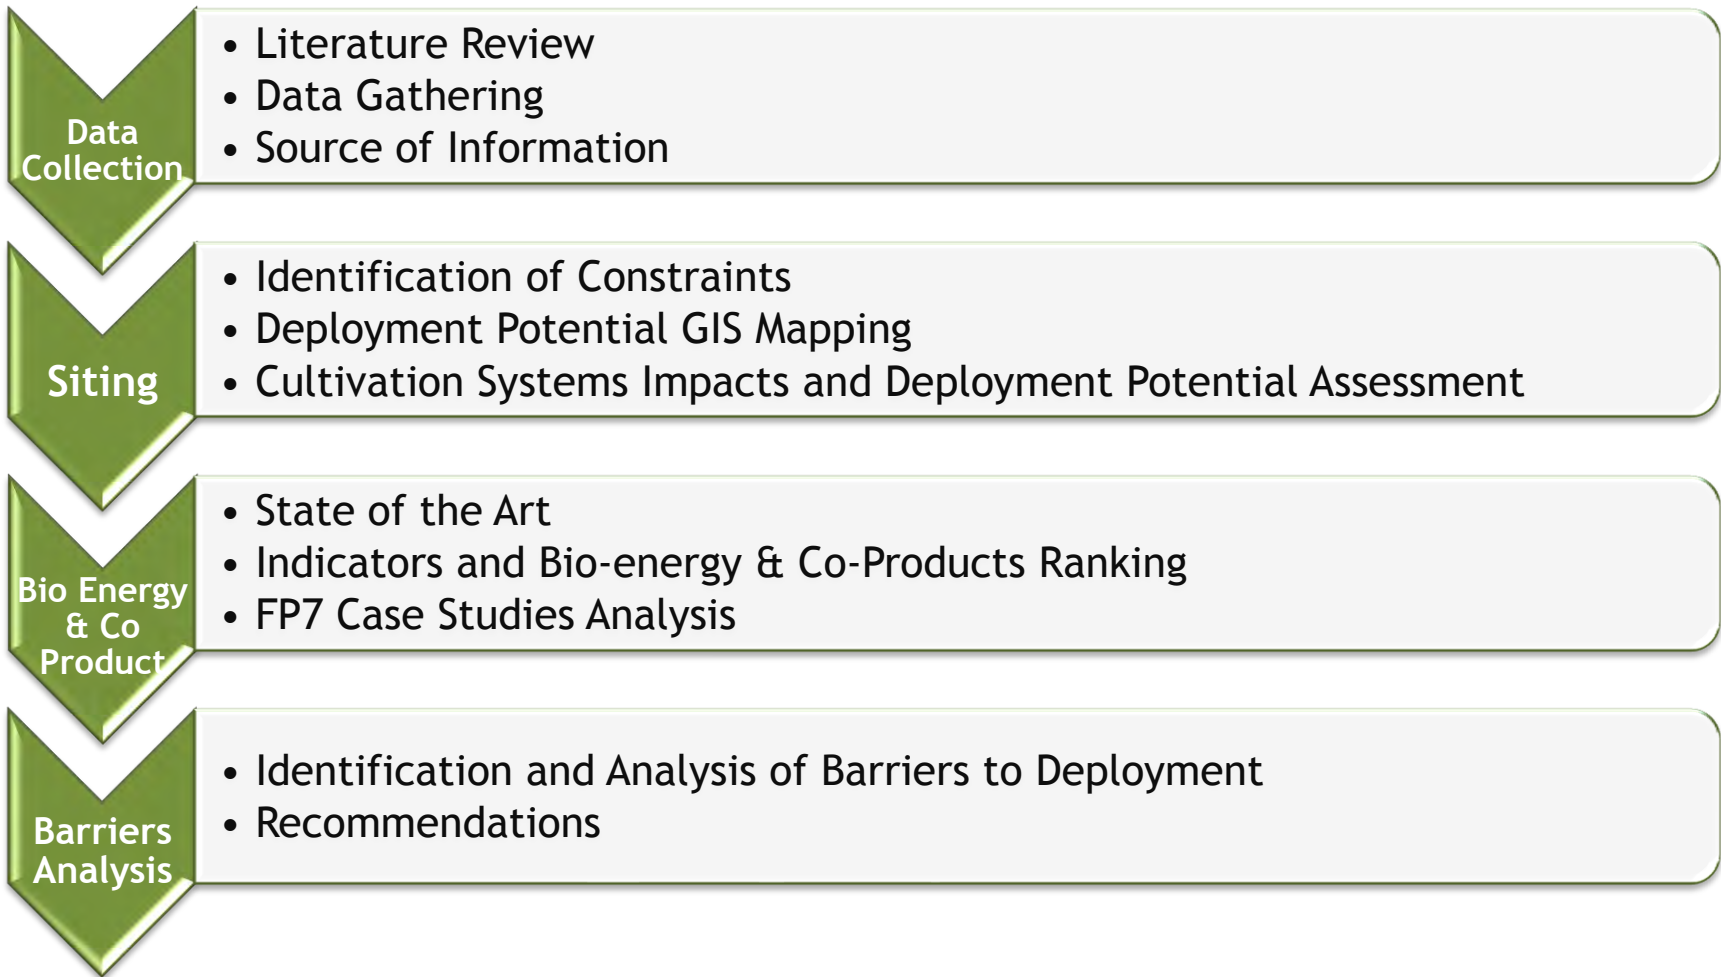 Data
Collection
• Literature Review
• Data Gathering
• Source of Information
Siting
• Identification of Constraints
• Deployment Potential GIS Mapping
• Cultivation Systems Impacts and Deployment Potential Assessment
Bio Energy
& Co
Product
• State of the Art
• Indicators and Bio-energy & Co-Products Ranking
• FP7 Case Studies Analysis
Barriers
Analysis
• Identification and Analysis of Barriers to Deployment
• Recommendations